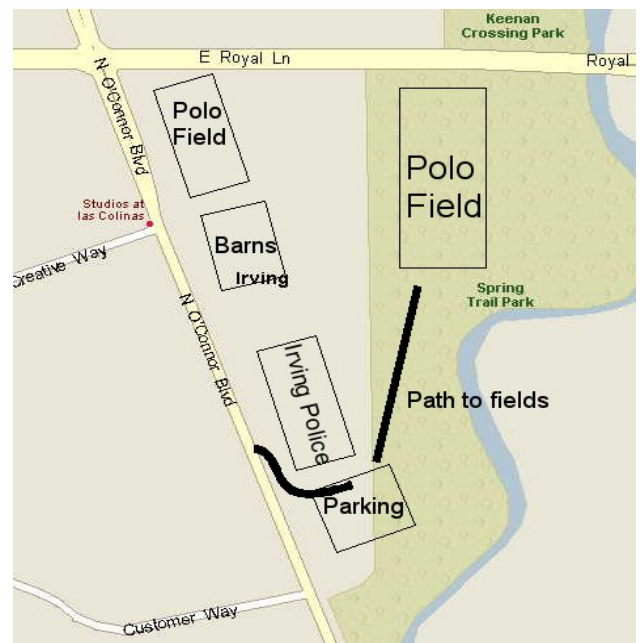 Keenan
Crossing Park
E Royal Ln
Royal
N O'Connor Blvd
Polo
Field
Polo
Field
Studios at
las Colinas
Barns
Irving
Creative Way
Spring
Trail Park
N O'Connor Blvd
Irving Police
Path to fields
Parking
Customer Way